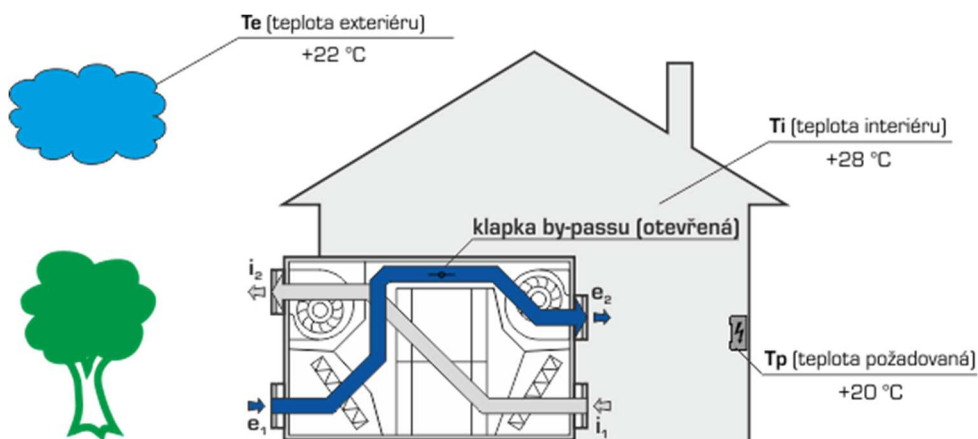 Te (teplota exteriéru)
+22 °C
Ti (teplota interiéru)
+28 °C
klapka by-passu (otevřená)
i₂
e₂
Tp (teplota požadovaná)
+20 °C
e₁
i₁